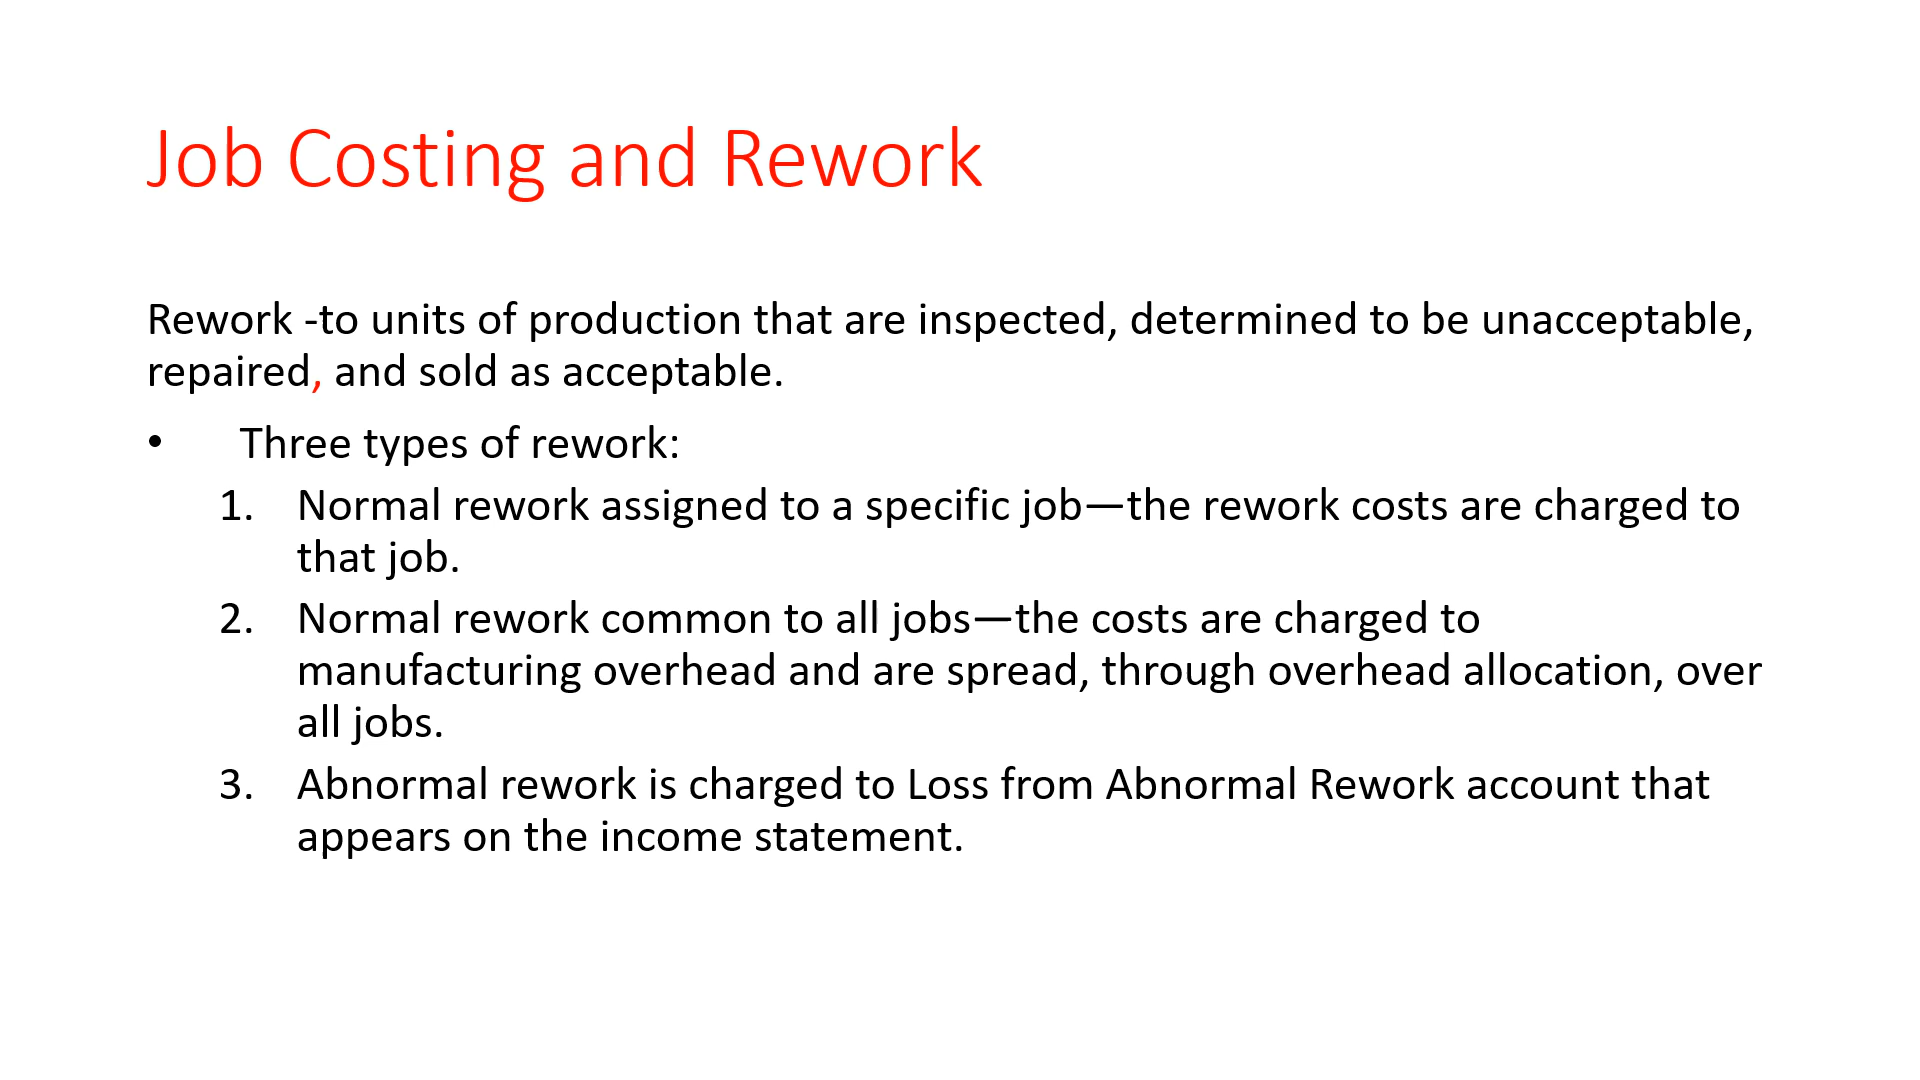 Job Costing and Rework
Rework -to units of production that are inspected, determined to be unacceptable,
repaired, and sold as acceptable.
• Three types of rework:
1. Normal rework assigned to a specific job—the rework costs are charged to
that job.
2. Normal rework common to all jobs—the costs are charged to
manufacturing overhead and are spread, through overhead allocation, over
all jobs.
3. Abnormal rework is charged to Loss from Abnormal Rework account that
appears on the income statement.